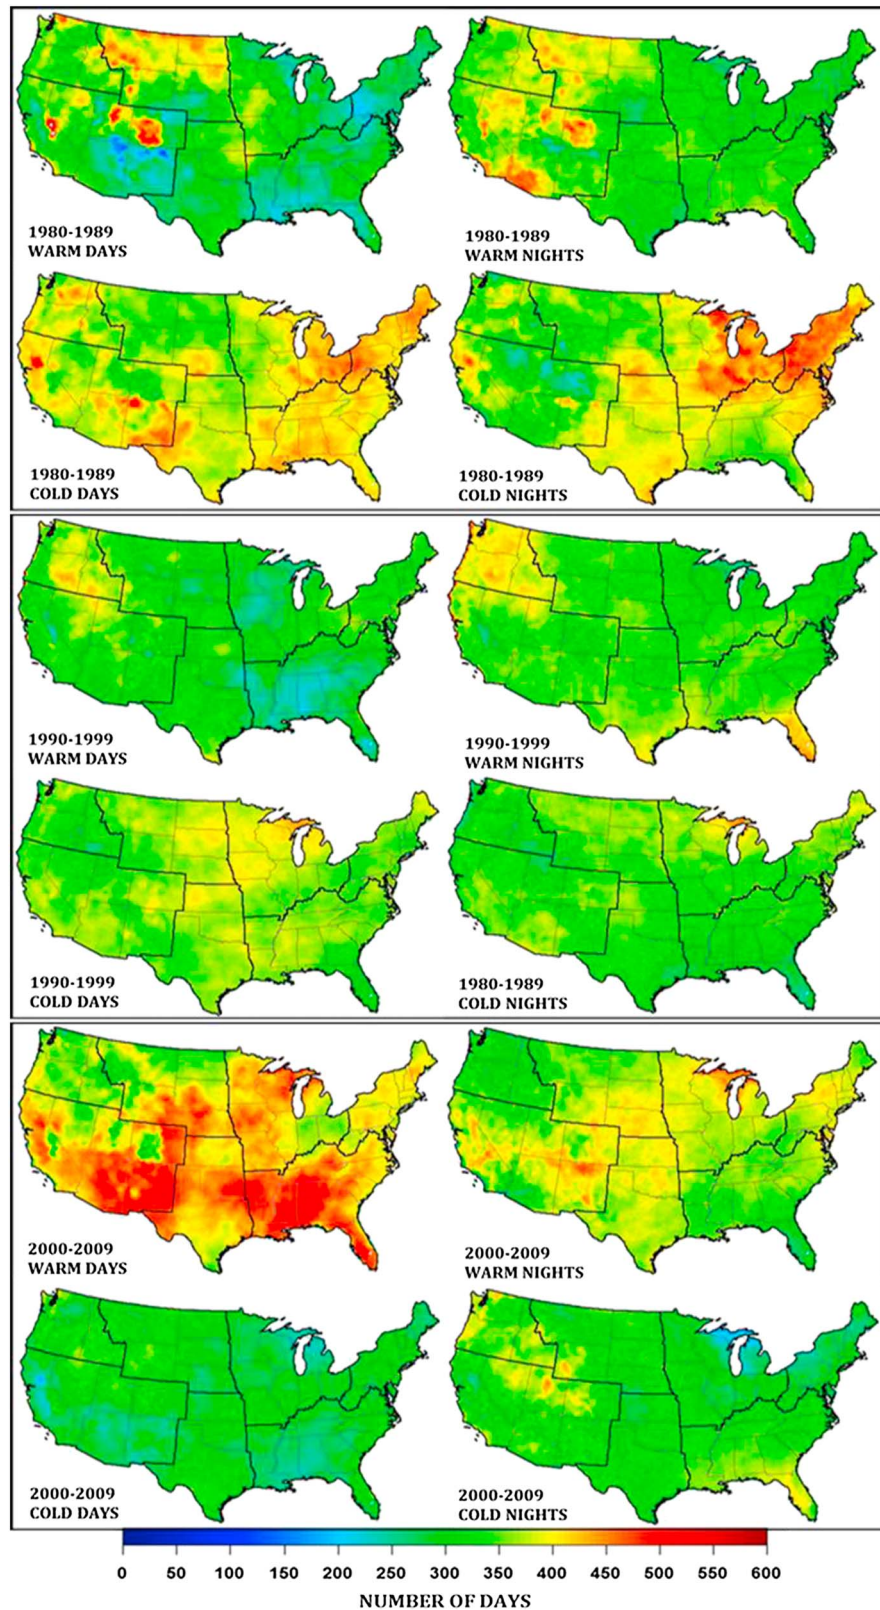 1980-1989
WARM DAYS
1980-1989
WARM NIGHTS
1980-1989
COLD DAYS
1980-1989
COLD NIGHTS
1990-1999
WARM DAYS
1990-1999
WARM NIGHTS
1990-1999
COLD DAYS
1980-1989
COLD NIGHTS
2000-2009
WARM DAYS
2000-2009
WARM NIGHTS
2000-2009
COLD DAYS
2000-2009
COLD NIGHTS
0 50 100 150 200 250 300 350 400 450 500 550 600
NUMBER OF DAYS